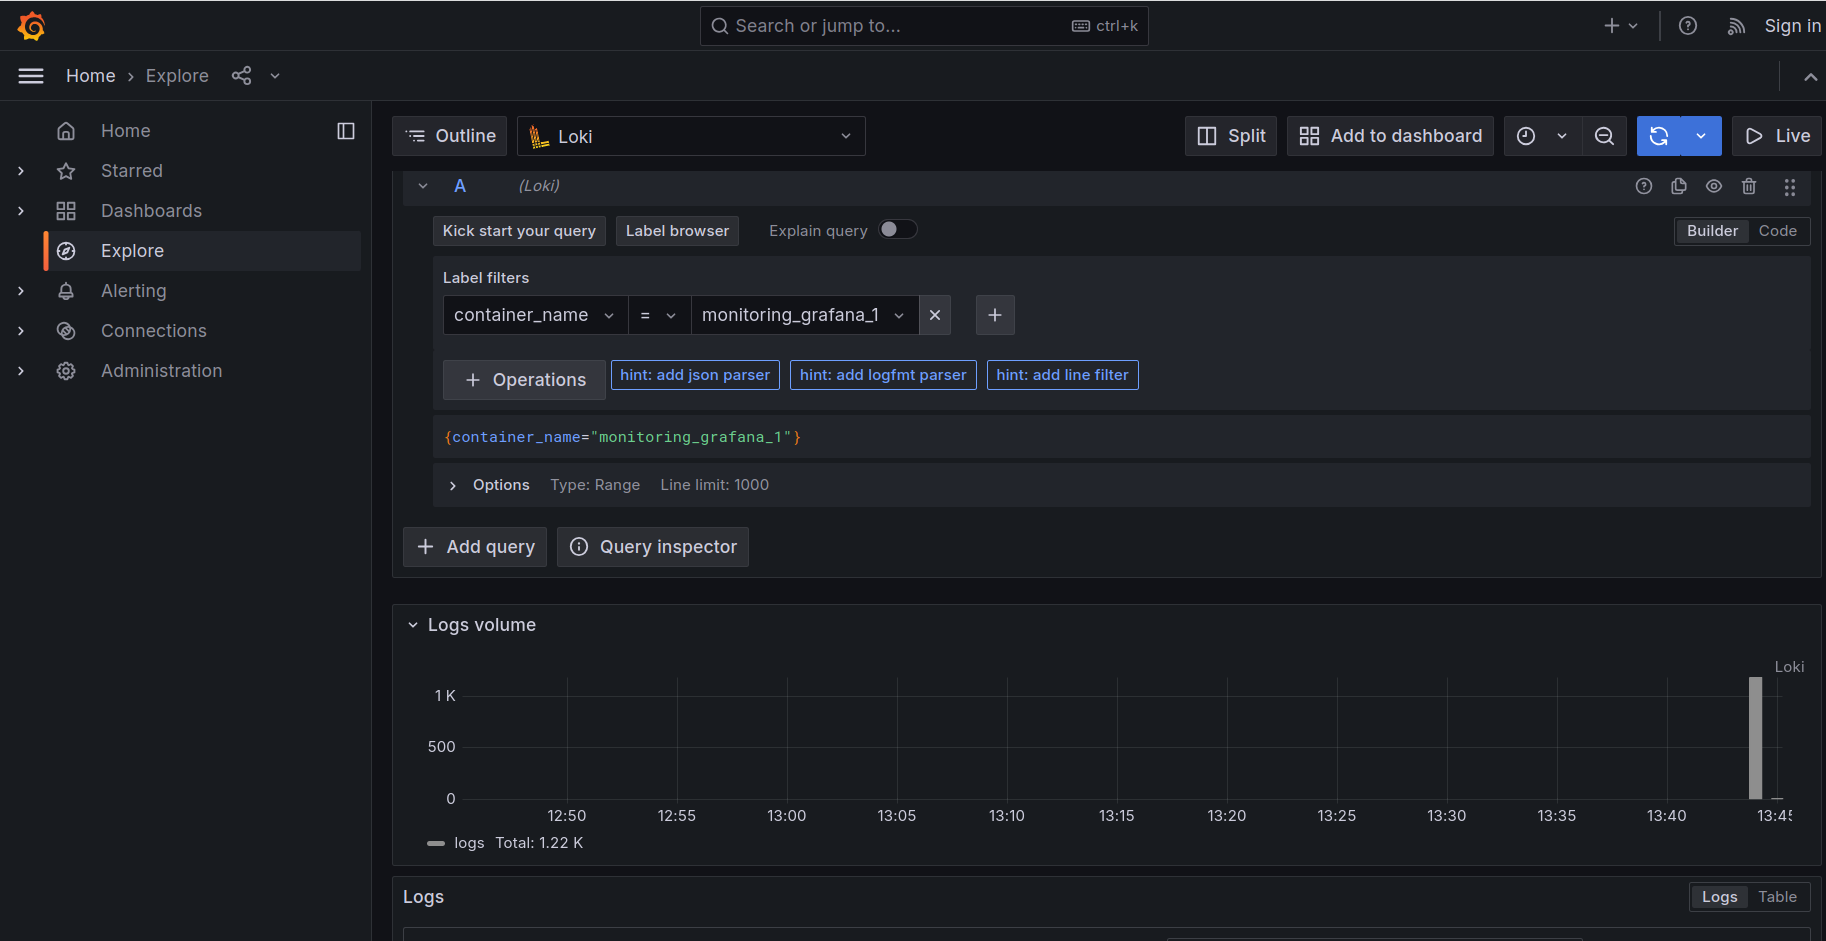 Search or jump to... ctrl+k Sign in
Home › Explore
Home
Starred
Dashboards
Explore
Alerting
Connections
Administration
Outline Loki Split Add to dashboard Live
A (Loki)
Kick start your query Label browser Explain query Builder Code
Label filters
container_name = monitoring_grafana_1
Operations hint: add json parser hint: add logfmt parser hint: add line filter
{container_name="monitoring_grafana_1"}
Options Type: Range Line limit: 1000
Add query Query inspector
Logs volume
Loki
1 K
500
0
12:50 12:55 13:00 13:05 13:10 13:15 13:20 13:25 13:30 13:35 13:40 13:45
logs Total: 1.22 K
Logs Logs Table